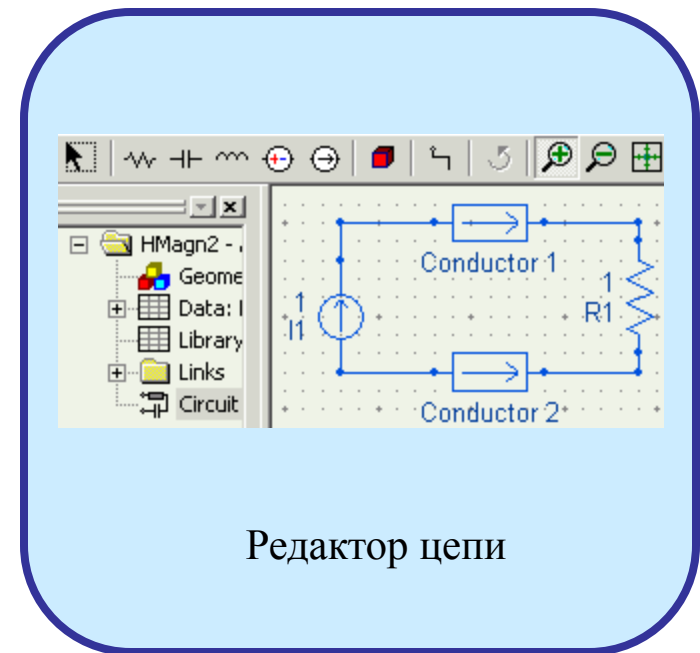 HMagn2 -
Geome
Data:
Library
Links
Circuit
Conductor 1
1
I1
1
R1
Conductor 2
Редактор цепи